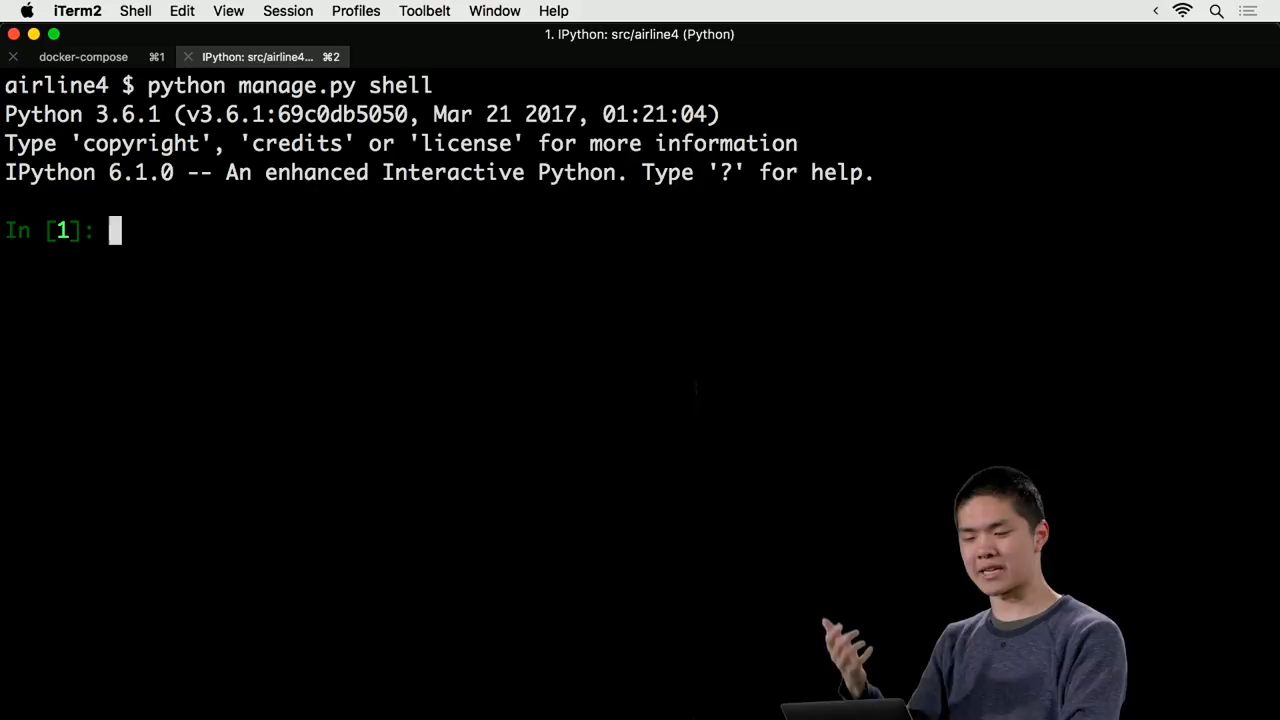 iTerm2 Shell Edit View Session Profiles Toolbelt Window Help
1. IPython: src/airline4 (Python)
docker-compose ⌘1 IPython: src/airline4... ⌘2
airline4 $ python manage.py shell
Python 3.6.1 (v3.6.1:69c0db5050, Mar 21 2017, 01:21:04)
Type 'copyright', 'credits' or 'license' for more information
IPython 6.1.0 -- An enhanced Interactive Python. Type '?' for help.
In [1]: